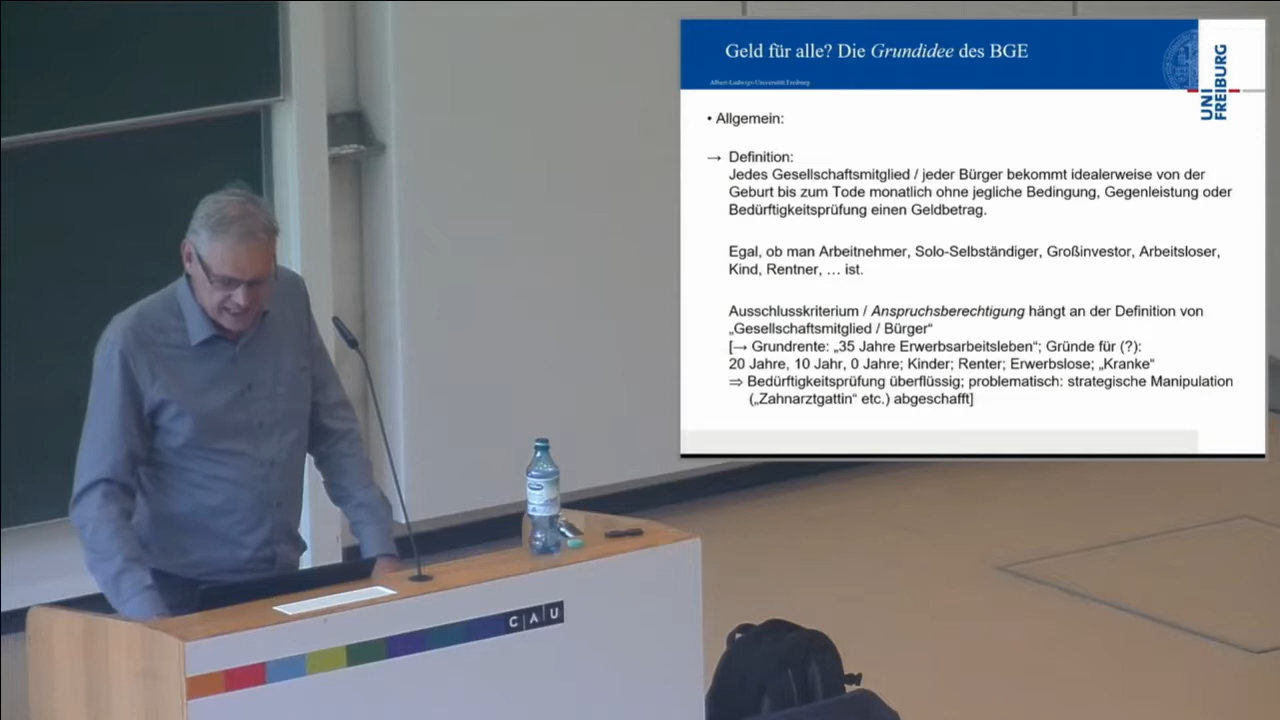 Geld für alle? Die Grundidee des BGE
Albert-Ludwigs-Universität Freiburg
UNI
FREIBURG
• Allgemein:
→ Definition:
Jedes Gesellschaftsmitglied / jeder Bürger bekommt idealerweise von der
Geburt bis zum Tode monatlich ohne jegliche Bedingung, Gegenleistung oder
Bedürftigkeitsprüfung einen Geldbetrag.
Egal, ob man Arbeitnehmer, Solo-Selbständiger, Großinvestor, Arbeitsloser,
Kind, Rentner, … ist.
Ausschlusskriterium / Anspruchsberechtigung hängt an der Definition von
„Gesellschaftsmitglied / Bürger“
[→ Grundrente: „35 Jahre Erwerbsarbeitsleben“; Gründe für (?):
20 Jahre, 10 Jahr, 0 Jahre; Kinder; Renter; Erwerbslose; „Kranke“
⇒ Bedürftigkeitsprüfung überflüssig; problematisch: strategische Manipulation
(„Zahnarztgattin“ etc.) abgeschafft]
CAU